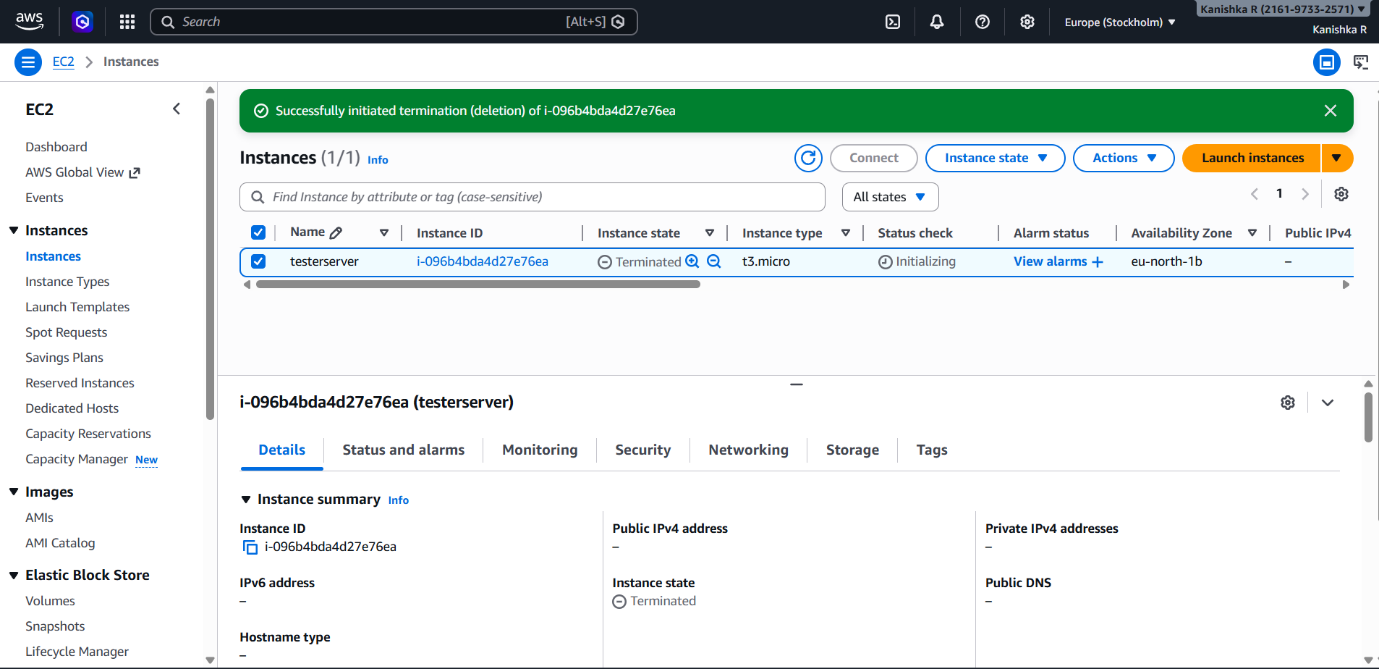 aws
Search
[Alt+S]
Europe (Stockholm)
Kanishka R (2161-9733-2571)
Kanishka R
EC2
Instances
EC2
Dashboard
AWS Global View
Events
Instances
Instances
Instance Types
Launch Templates
Spot Requests
Savings Plans
Reserved Instances
Dedicated Hosts
Capacity Reservations
Capacity Manager New
Images
AMIs
AMI Catalog
Elastic Block Store
Volumes
Snapshots
Lifecycle Manager
Successfully initiated termination (deletion) of i-096b4bda4d27e76ea
Instances (1/1) Info
Connect
Instance state
Actions
Launch instances
Find Instance by attribute or tag (case-sensitive)
All states
1
Name Instance ID Instance state Instance type Status check Alarm status Availability Zone Public IPv4
testerserver i-096b4bda4d27e76ea Terminated t3.micro Initializing View alarms + eu-north-1b –
i-096b4bda4d27e76ea (testerserver)
Details Status and alarms Monitoring Security Networking Storage Tags
Instance summary Info
Instance ID
i-096b4bda4d27e76ea
IPv6 address
–
Hostname type
–
Public IPv4 address
–
Instance state
Terminated
Private IPv4 addresses
–
Public DNS
–